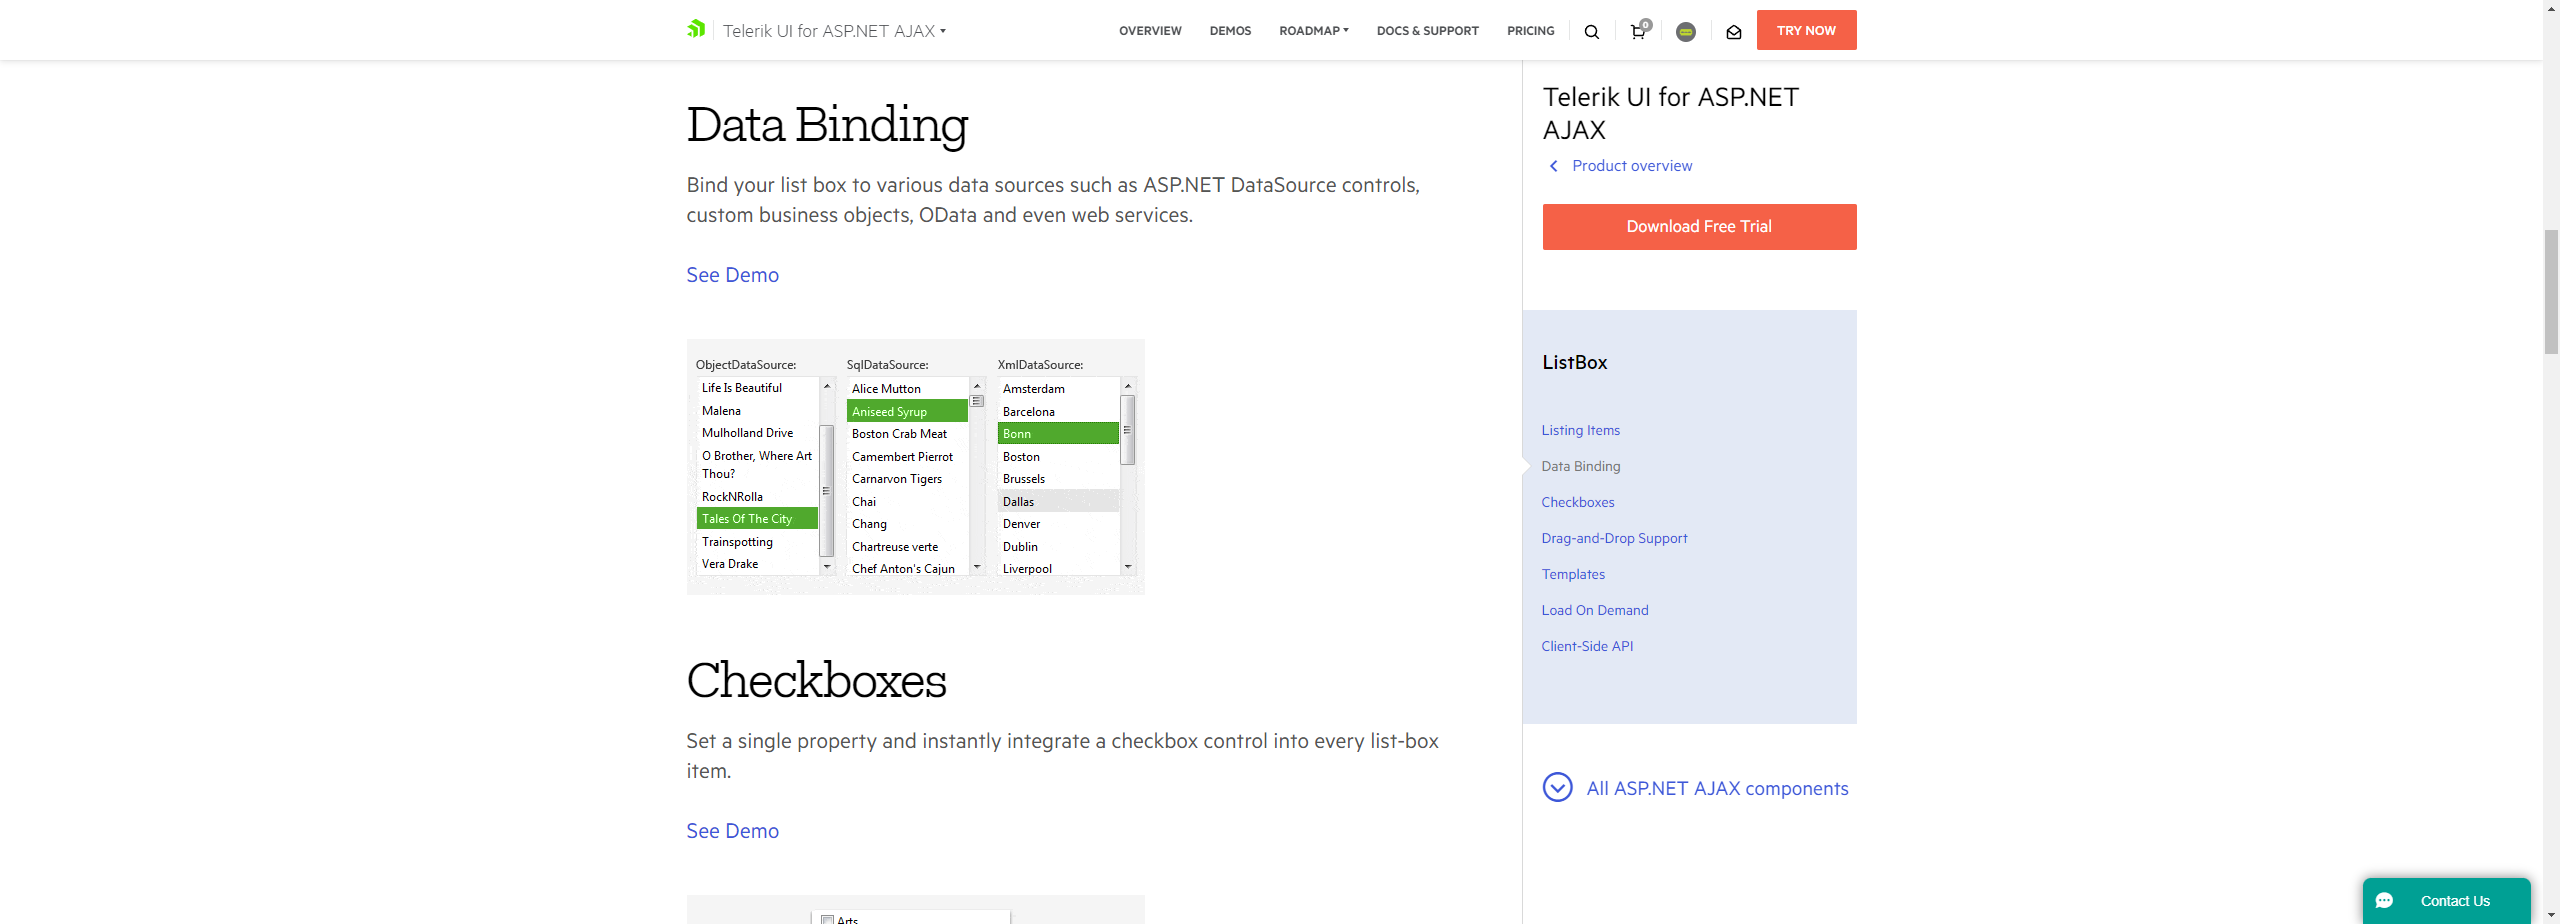 Telerik UI for ASP.NET AJAX
OVERVIEW
DEMOS
ROADMAP
DOCS & SUPPORT
PRICING
0
TRY NOW
Data Binding
Bind your list box to various data sources such as ASP.NET DataSource controls,
custom business objects, OData and even web services.
See Demo
ObjectDataSource:
Life Is Beautiful
Malena
Mulholland Drive
O Brother, Where Art
Thou?
RockNRolla
Tales Of The City
Trainspotting
Vera Drake
SqlDataSource:
Alice Mutton
Aniseed Syrup
Boston Crab Meat
Camembert Pierrot
Carnarvon Tigers
Chai
Chang
Chartreuse verte
Chef Anton's Cajun
XmlDataSource:
Amsterdam
Barcelona
Bonn
Boston
Brussels
Dallas
Denver
Dublin
Liverpool
Checkboxes
Set a single property and instantly integrate a checkbox control into every list-box
item.
See Demo
Arts
Telerik UI for ASP.NET
AJAX
Product overview
Download Free Trial
ListBox
Listing Items
Data Binding
Checkboxes
Drag-and-Drop Support
Templates
Load On Demand
Client-Side API
All ASP.NET AJAX components
Contact Us